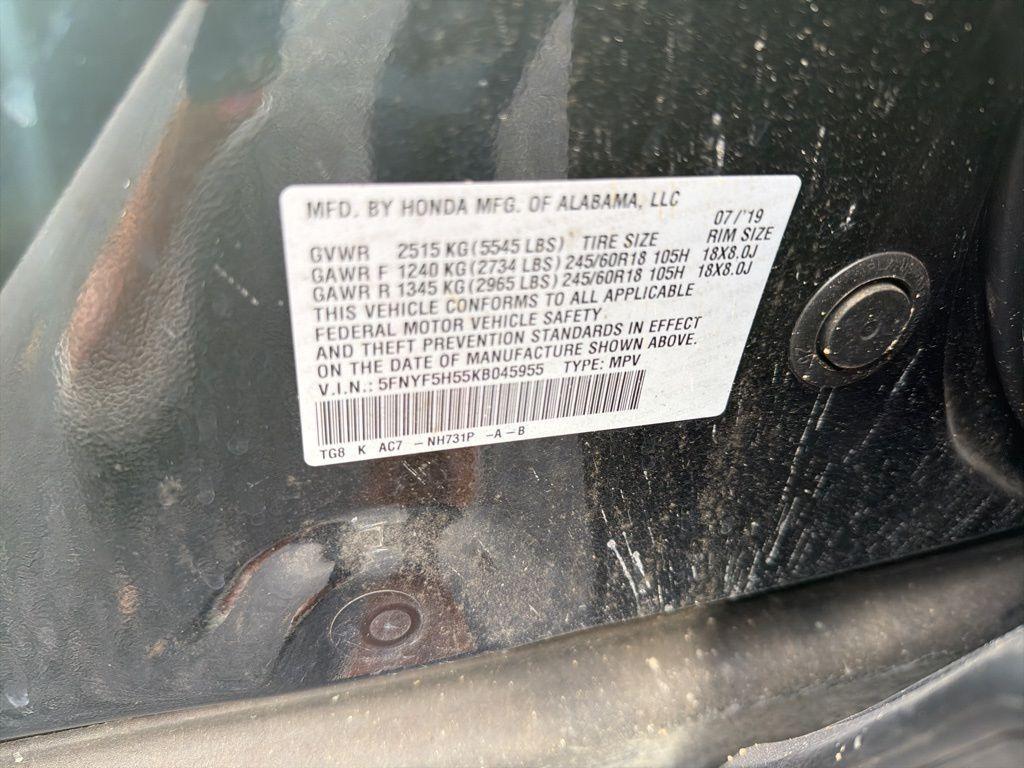 MFD. BY HONDA MFG. OF ALABAMA, LLC 07/'19
GVWR 2515 KG(5545 LBS) TIRE SIZE RIM SIZE
GAWR F 1240 KG(2734 LBS)245/60R18 105H 18X8.0J
GAWR R 1345 KG(2965 LBS)245/60R18 105H 18X8.0J
THIS VEHICLE CONFORMS TO ALL APPLICABLE
FEDERAL MOTOR VEHICLE SAFETY
AND THEFT PREVENTION STANDARDS IN EFFECT
ON THE DATE OF MANUFACTURE SHOWN ABOVE.
V.I.N.: 5FNYF5H55KB045955 TYPE: MPV
TG8 K AC7 -NH731P -A-B